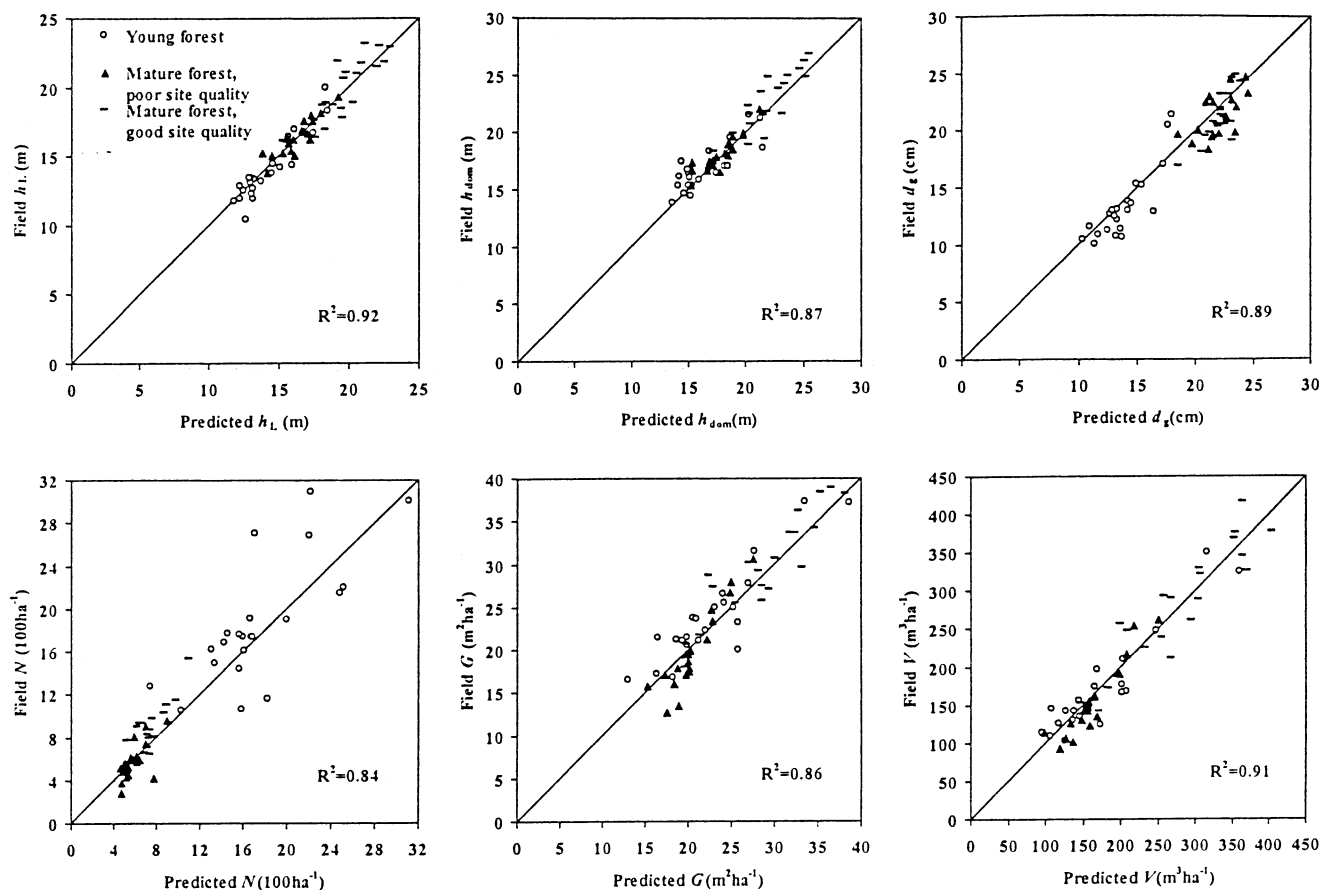 25
20
15
10
5
0
Field h_L (m)
Young forest
Mature forest,
poor site quality
Mature forest,
good site quality
R²=0.92
0 5 10 15 20 25
Predicted h_L (m)
30
25
20
15
10
5
0
Field h_dom (m)
R²=0.87
0 5 10 15 20 25 30
Predicted h_dom(m)
30
25
20
15
10
5
0
Field d_g (cm)
R²=0.89
0 5 10 15 20 25 30
Predicted d_g(cm)
32
28
24
20
16
12
8
4
0
Field N (100ha⁻¹)
R²=0.84
0 4 8 12 16 20 24 28 32
Predicted N(100ha⁻¹)
40
35
30
25
20
15
10
5
0
Field G (m²ha⁻¹)
R²=0.86
0 5 10 15 20 25 30 35 40
Predicted G(m²ha⁻¹)
450
400
350
300
250
200
150
100
50
0
Field V (m³ha⁻¹)
R²=0.91
0 50 100 150 200 250 300 350 400 450
Predicted V(m³ha⁻¹)